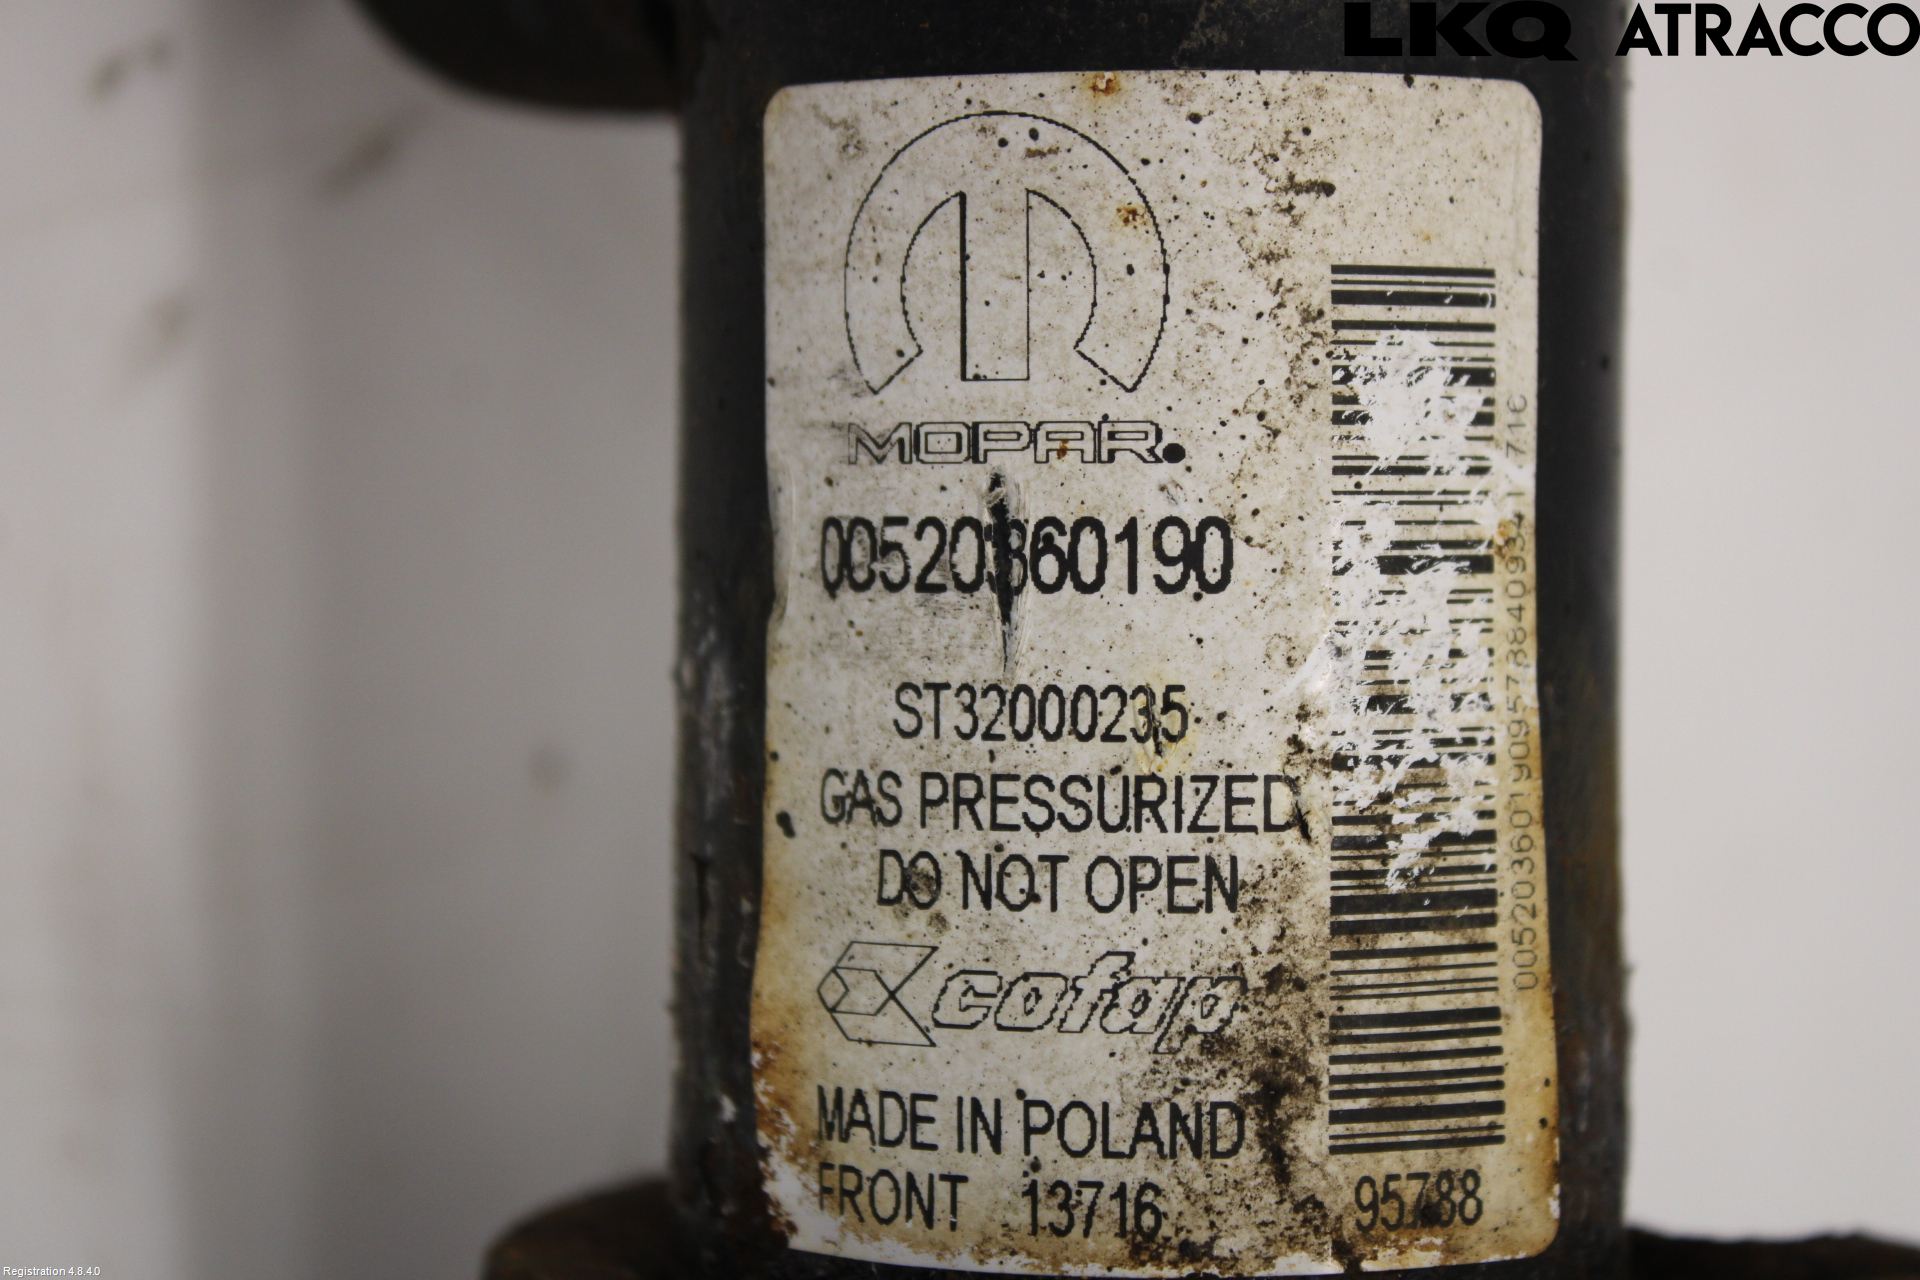 LKQ ATRACCO
MOPAR.
00520360190
ST32000235
GAS PRESSURIZED
DO NOT OPEN
cofap
MADE IN POLAND
FRONT 13716
95788
Registration 4.8.4.0